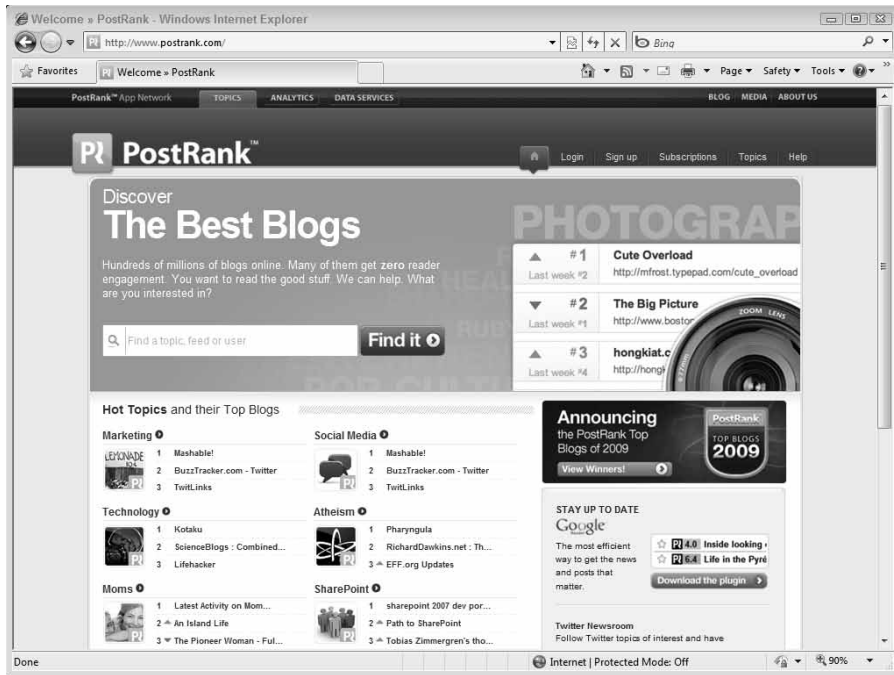 Welcome » PostRank - Windows Internet Explorer
http://www.postrank.com/
Bing
Favorites
Welcome » PostRank
Page
Safety
Tools
PostRank™ App Network
TOPICS
ANALYTICS
DATA SERVICES
BLOG
MEDIA
ABOUT US
PR PostRank™
Login
Sign up
Subscriptions
Topics
Help
Discover
The Best Blogs
Hundreds of millions of blogs online. Many of them get zero reader
engagement. You want to read the good stuff. We can help. What
are you interested in?
Find a topic, feed or user
Find it
PHOTOGRAP
HEAL
RUBY
POP CULTU
#1
Cute Overload
Last week #2
http://mfrost.typepad.com/cute_overload
#2
The Big Picture
Last week #1
http://www.boston
#3
hongkiat.c
Last week #4
http://hongk
ZOOM LENS
Hot Topics and their Top Blogs
Marketing
LEMONADE
1 Mashable!
2 BuzzTracker.com - Twitter
3 TwitLinks
Social Media
1 Mashable!
2 BuzzTracker.com - Twitter
3 TwitLinks
Technology
1 Kotaku
2 ScienceBlogs : Combined...
3 Lifehacker
Atheism
1 Pharyngula
2 RichardDawkins.net : Th...
3 EFF.org Updates
Moms
1 Latest Activity on Mom...
2 An Island Life
3 The Pioneer Woman - Ful...
SharePoint
1 sharepoint 2007 dev por...
2 Path to SharePoint
3 Tobias Zimmergren's tho...
Announcing
the PostRank Top
Blogs of 2009
View Winners!
PostRank
TOP BLOGS
2009
STAY UP TO DATE
Google
The most efficient
way to get the news
and posts that
matter.
PR 4.0 Inside looking
PR 6.4 Life in the Pyre
Download the plugin
Twitter Newsroom
Follow Twitter topics of interest and have
Done
Internet | Protected Mode: Off
90%